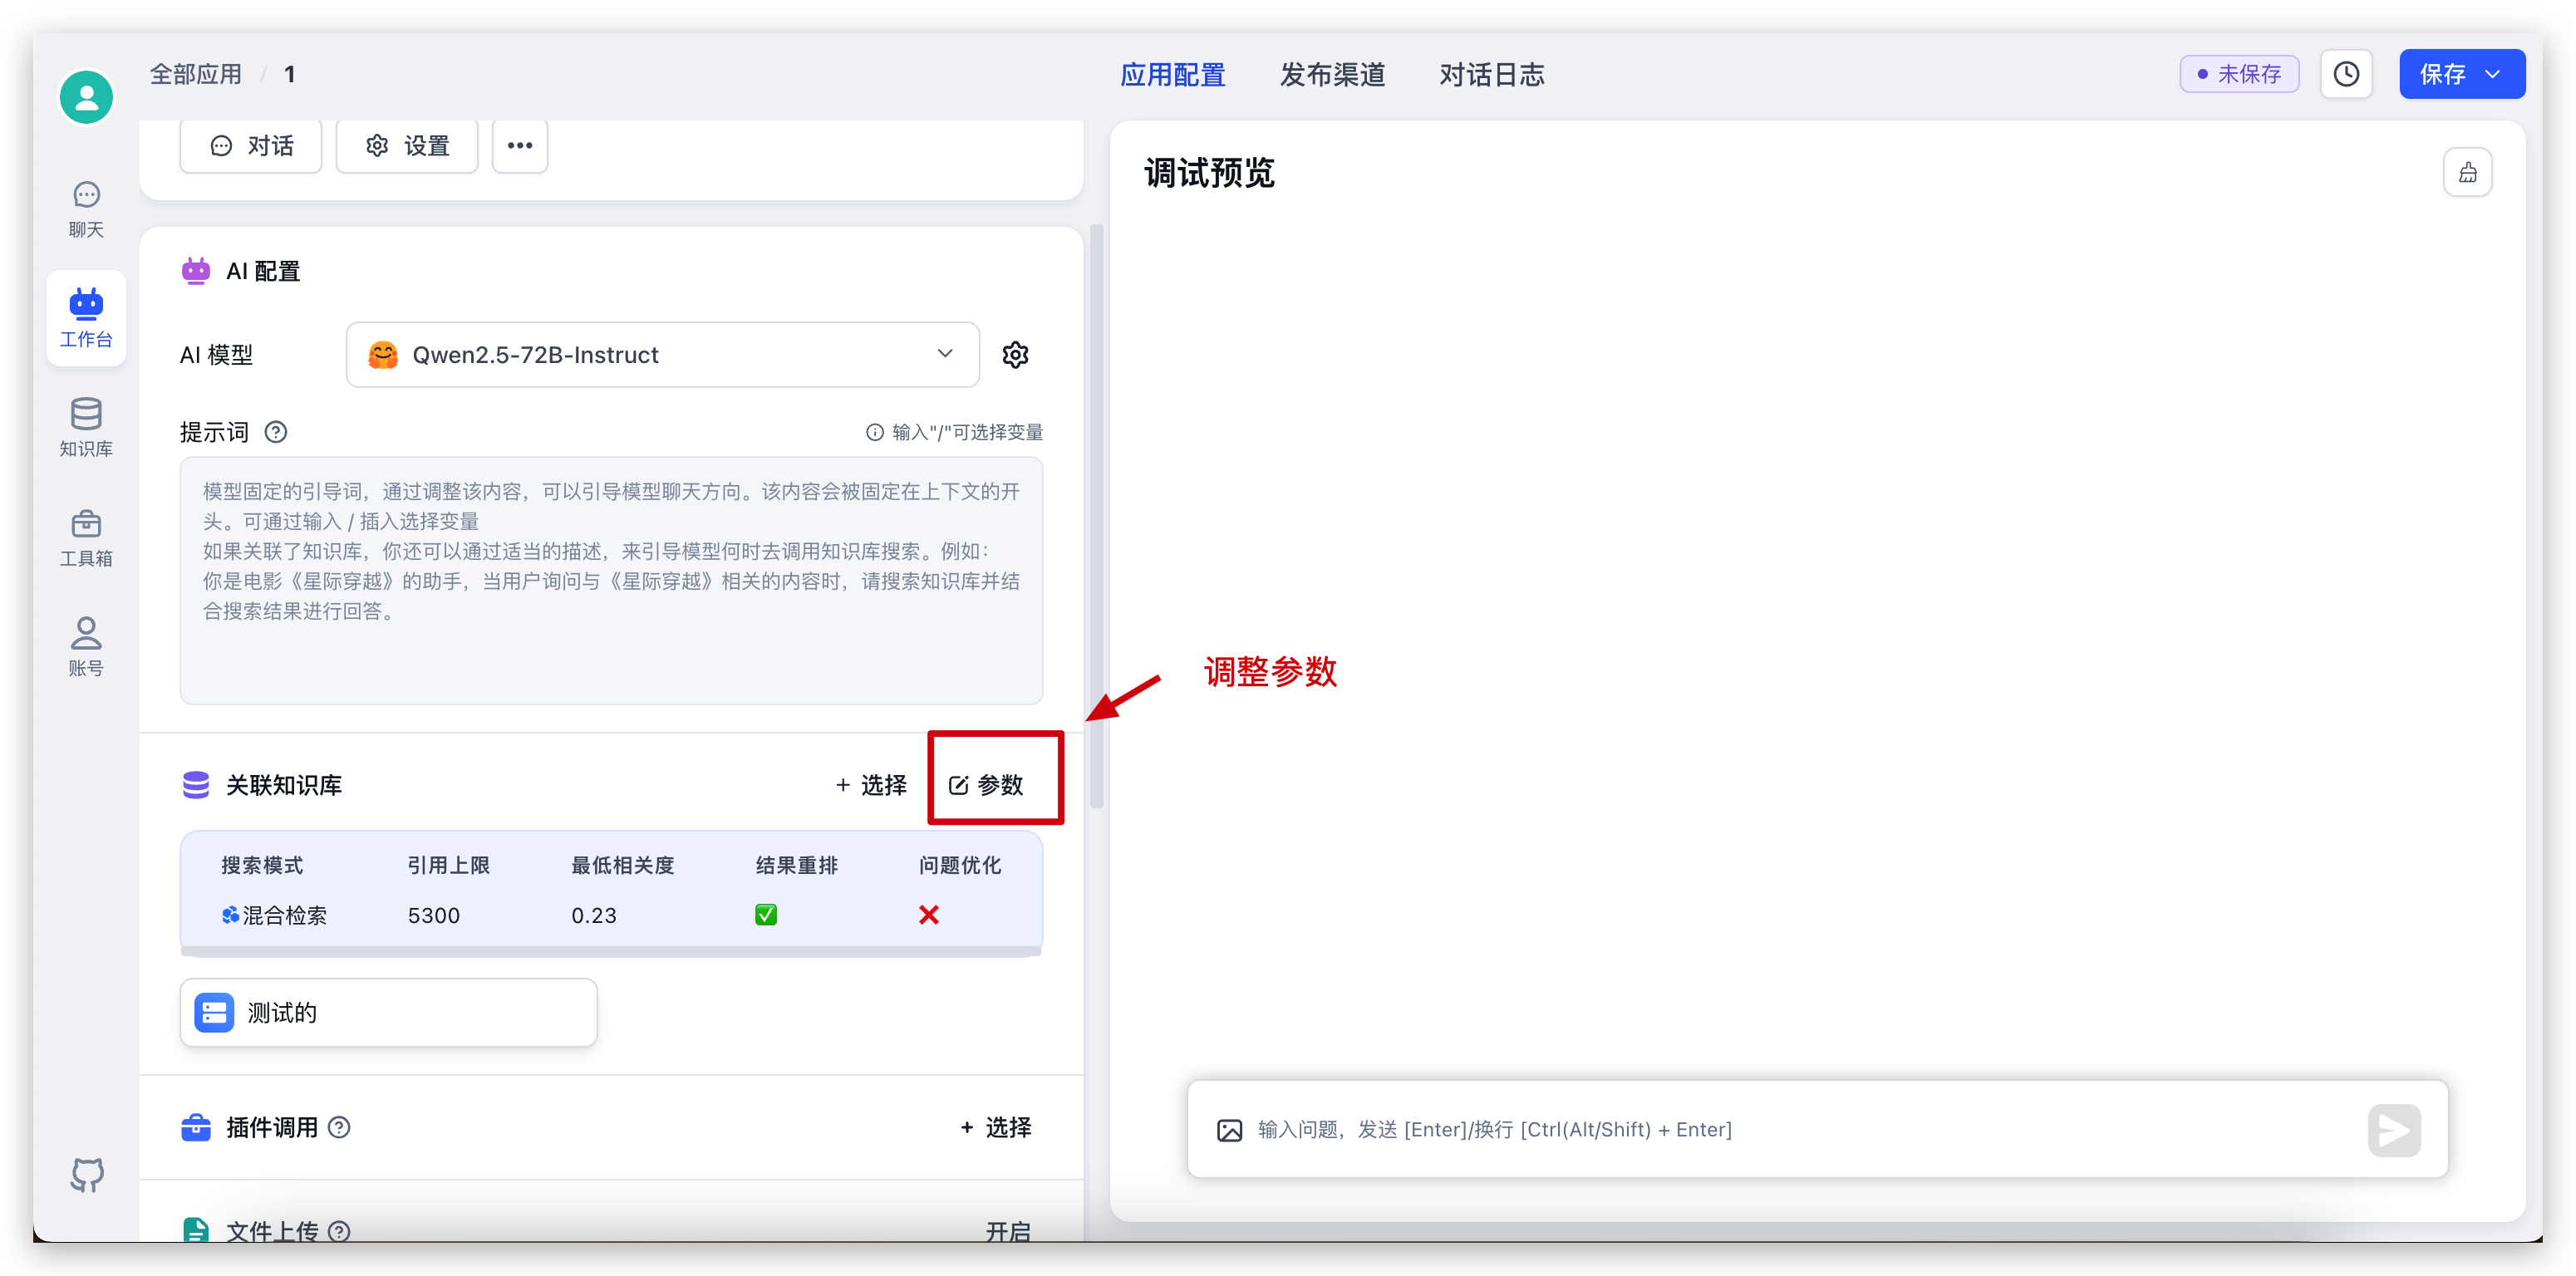 全部应用 / 1
应用配置 发布渠道 对话日志
未保存
保存
聊天
工作台
知识库
工具箱
账号
对话 设置
AI 配置
AI 模型 Qwen2.5-72B-Instruct
提示词 输入"/"可选择变量
模型固定的引导词，通过调整该内容，可以引导模型聊天方向。该内容会被固定在上下文的开
头。可通过输入 / 插入选择变量
如果关联了知识库，你还可以通过适当的描述，来引导模型何时去调用知识库搜索。例如：
你是电影《星际穿越》的助手，当用户询问与《星际穿越》相关的内容时，请搜索知识库并结
合搜索结果进行回答。
关联知识库 + 选择 参数
搜索模式 引用上限 最低相关度 结果重排 问题优化
混合检索 5300 0.23 ✅ ❌
测试的
插件调用 + 选择
文件上传 开启
调试预览
调整参数
输入问题，发送 [Enter]/换行 [Ctrl(Alt/Shift) + Enter]